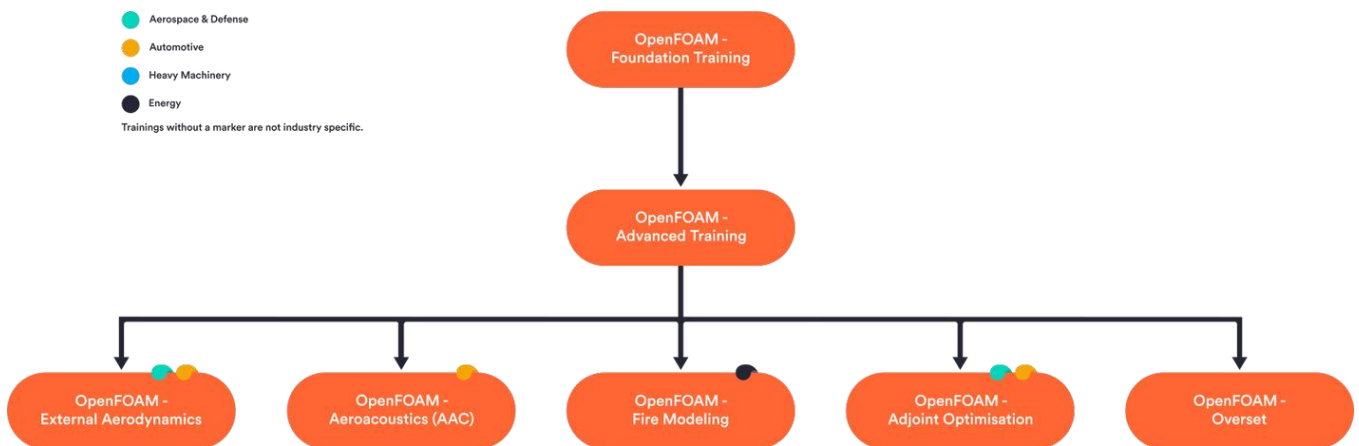 Aerospace & Defense
Automotive
Heavy Machinery
Energy
Trainings without a marker are not industry specific.
OpenFOAM -
Foundation Training
OpenFOAM -
Advanced Training
OpenFOAM -
External Aerodynamics
OpenFOAM -
Aeroacoustics (AAC)
OpenFOAM -
Fire Modeling
OpenFOAM -
Adjoint Optimisation
OpenFOAM -
Overset